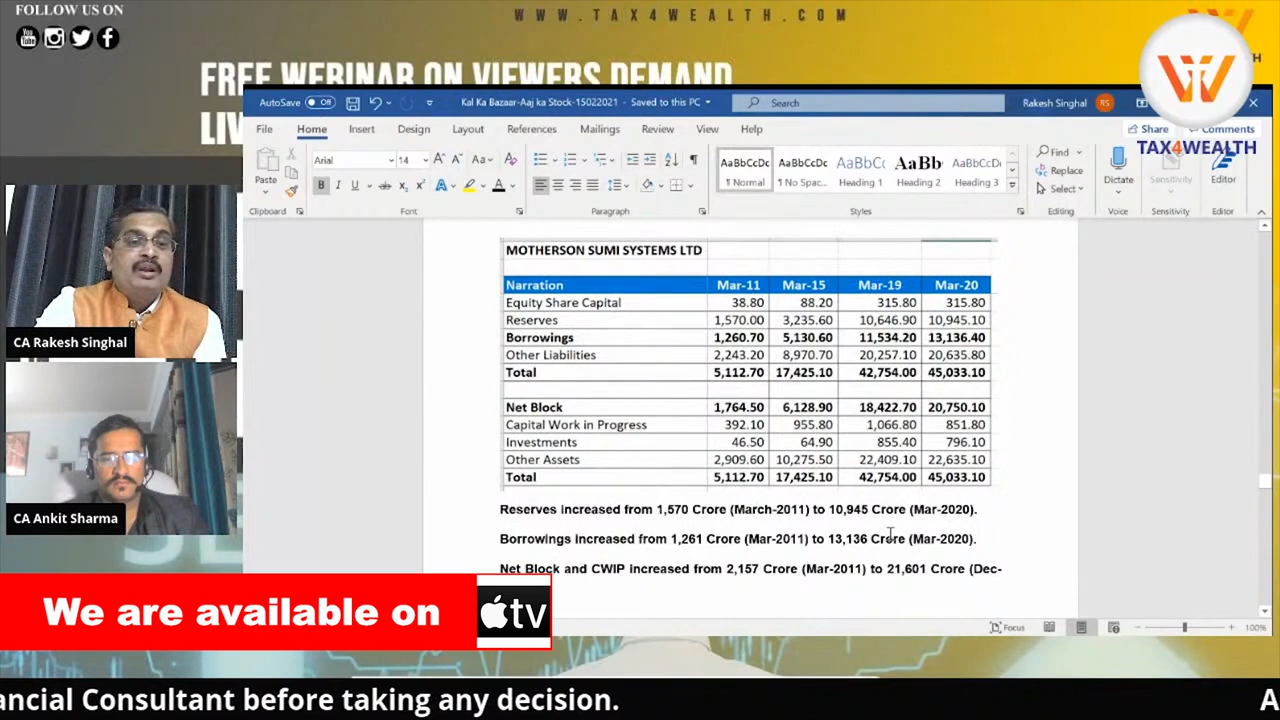 FOLLOW US ON
WWW.TAX4WEALTH.COM
FREE WEBINAR ON VIEWERS DEMAND
LIV
TAX4WEALTH
AutoSave Off Kal Ka Bazaar-Aaj ka Stock-15022021 - Saved to this PC Search Rakesh Singhal RS
File Home Insert Design Layout References Mailings Review View Help Share Comments
Paste Arial 14 AaBbCcDc AaBbCcDc AaBbCc AaBb AaBbCcDc Find Replace Select Dictate Sensitivity Editor
Normal No Spac... Heading 1 Heading 2 Heading 3
Clipboard Font Paragraph Styles Editing Voice Sensitivity Editor
MOTHERSON SUMI SYSTEMS LTD
Narration Mar-11 Mar-15 Mar-19 Mar-20
Equity Share Capital 38.80 88.20 315.80 315.80
Reserves 1,570.00 3,235.60 10,646.90 10,945.10
Borrowings 1,260.70 5,130.60 11,534.20 13,136.40
Other Liabilities 2,243.20 8,970.70 20,257.10 20,635.80
Total 5,112.70 17,425.10 42,754.00 45,033.10
Net Block 1,764.50 6,128.90 18,422.70 20,750.10
Capital Work in Progress 392.10 955.80 1,066.80 851.80
Investments 46.50 64.90 855.40 796.10
Other Assets 2,909.60 10,275.50 22,409.10 22,635.10
Total 5,112.70 17,425.10 42,754.00 45,033.10
Reserves increased from 1,570 Crore (March-2011) to 10,945 Crore (Mar-2020).
Borrowings increased from 1,261 Crore (Mar-2011) to 13,136 Crore (Mar-2020).
Net Block and CWIP increased from 2,157 Crore (Mar-2011) to 21,601 Crore (Dec-
Focus 100%
CA Rakesh Singhal
CA Ankit Sharma
We are available on tv
ancial Consultant before taking any decision. A